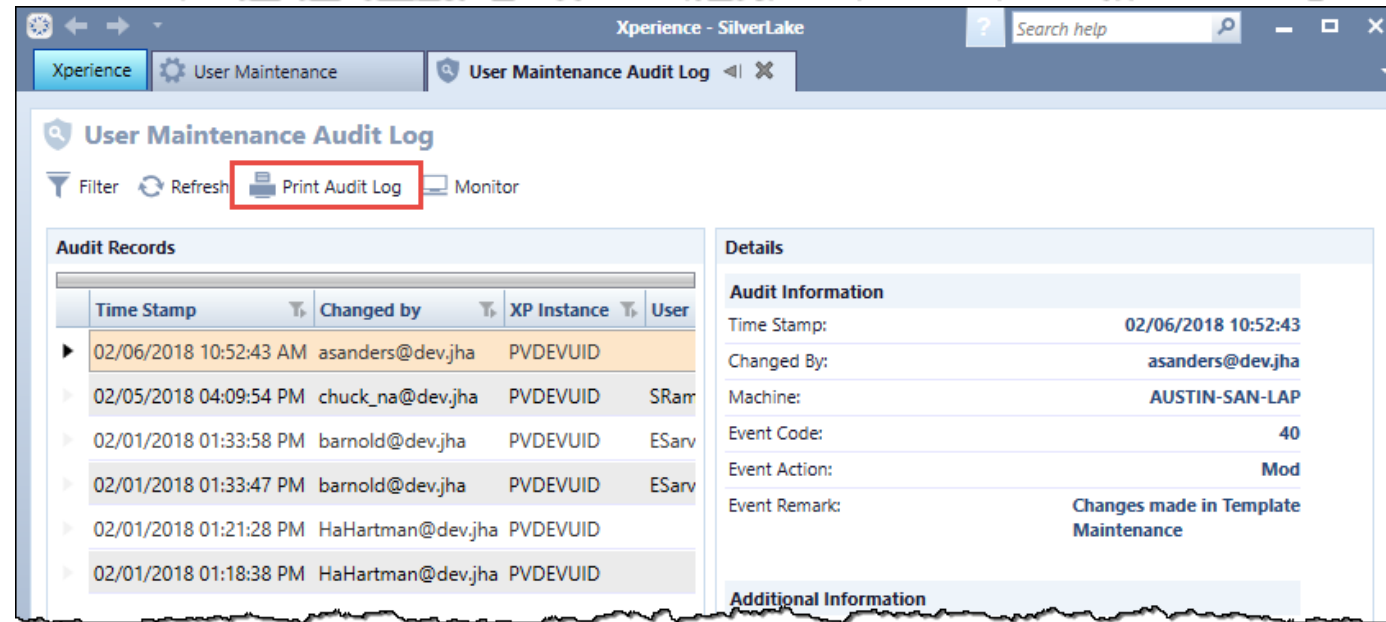 Xperience - SilverLake
? Search help
Xperience User Maintenance User Maintenance Audit Log
User Maintenance Audit Log
Filter Refresh Print Audit Log Monitor
Audit Records
Time Stamp Changed by XP Instance User
02/06/2018 10:52:43 AM asanders@dev.jha PVDEVUID
02/05/2018 04:09:54 PM chuck_na@dev.jha PVDEVUID SRam
02/01/2018 01:33:58 PM barnold@dev.jha PVDEVUID ESarv
02/01/2018 01:33:47 PM barnold@dev.jha PVDEVUID ESarv
02/01/2018 01:21:28 PM HaHartman@dev.jha PVDEVUID
02/01/2018 01:18:38 PM HaHartman@dev.jha PVDEVUID
Details
Audit Information
Time Stamp: 02/06/2018 10:52:43
Changed By: asanders@dev.jha
Machine: AUSTIN-SAN-LAP
Event Code: 40
Event Action: Mod
Event Remark: Changes made in Template
Maintenance
Additional Information